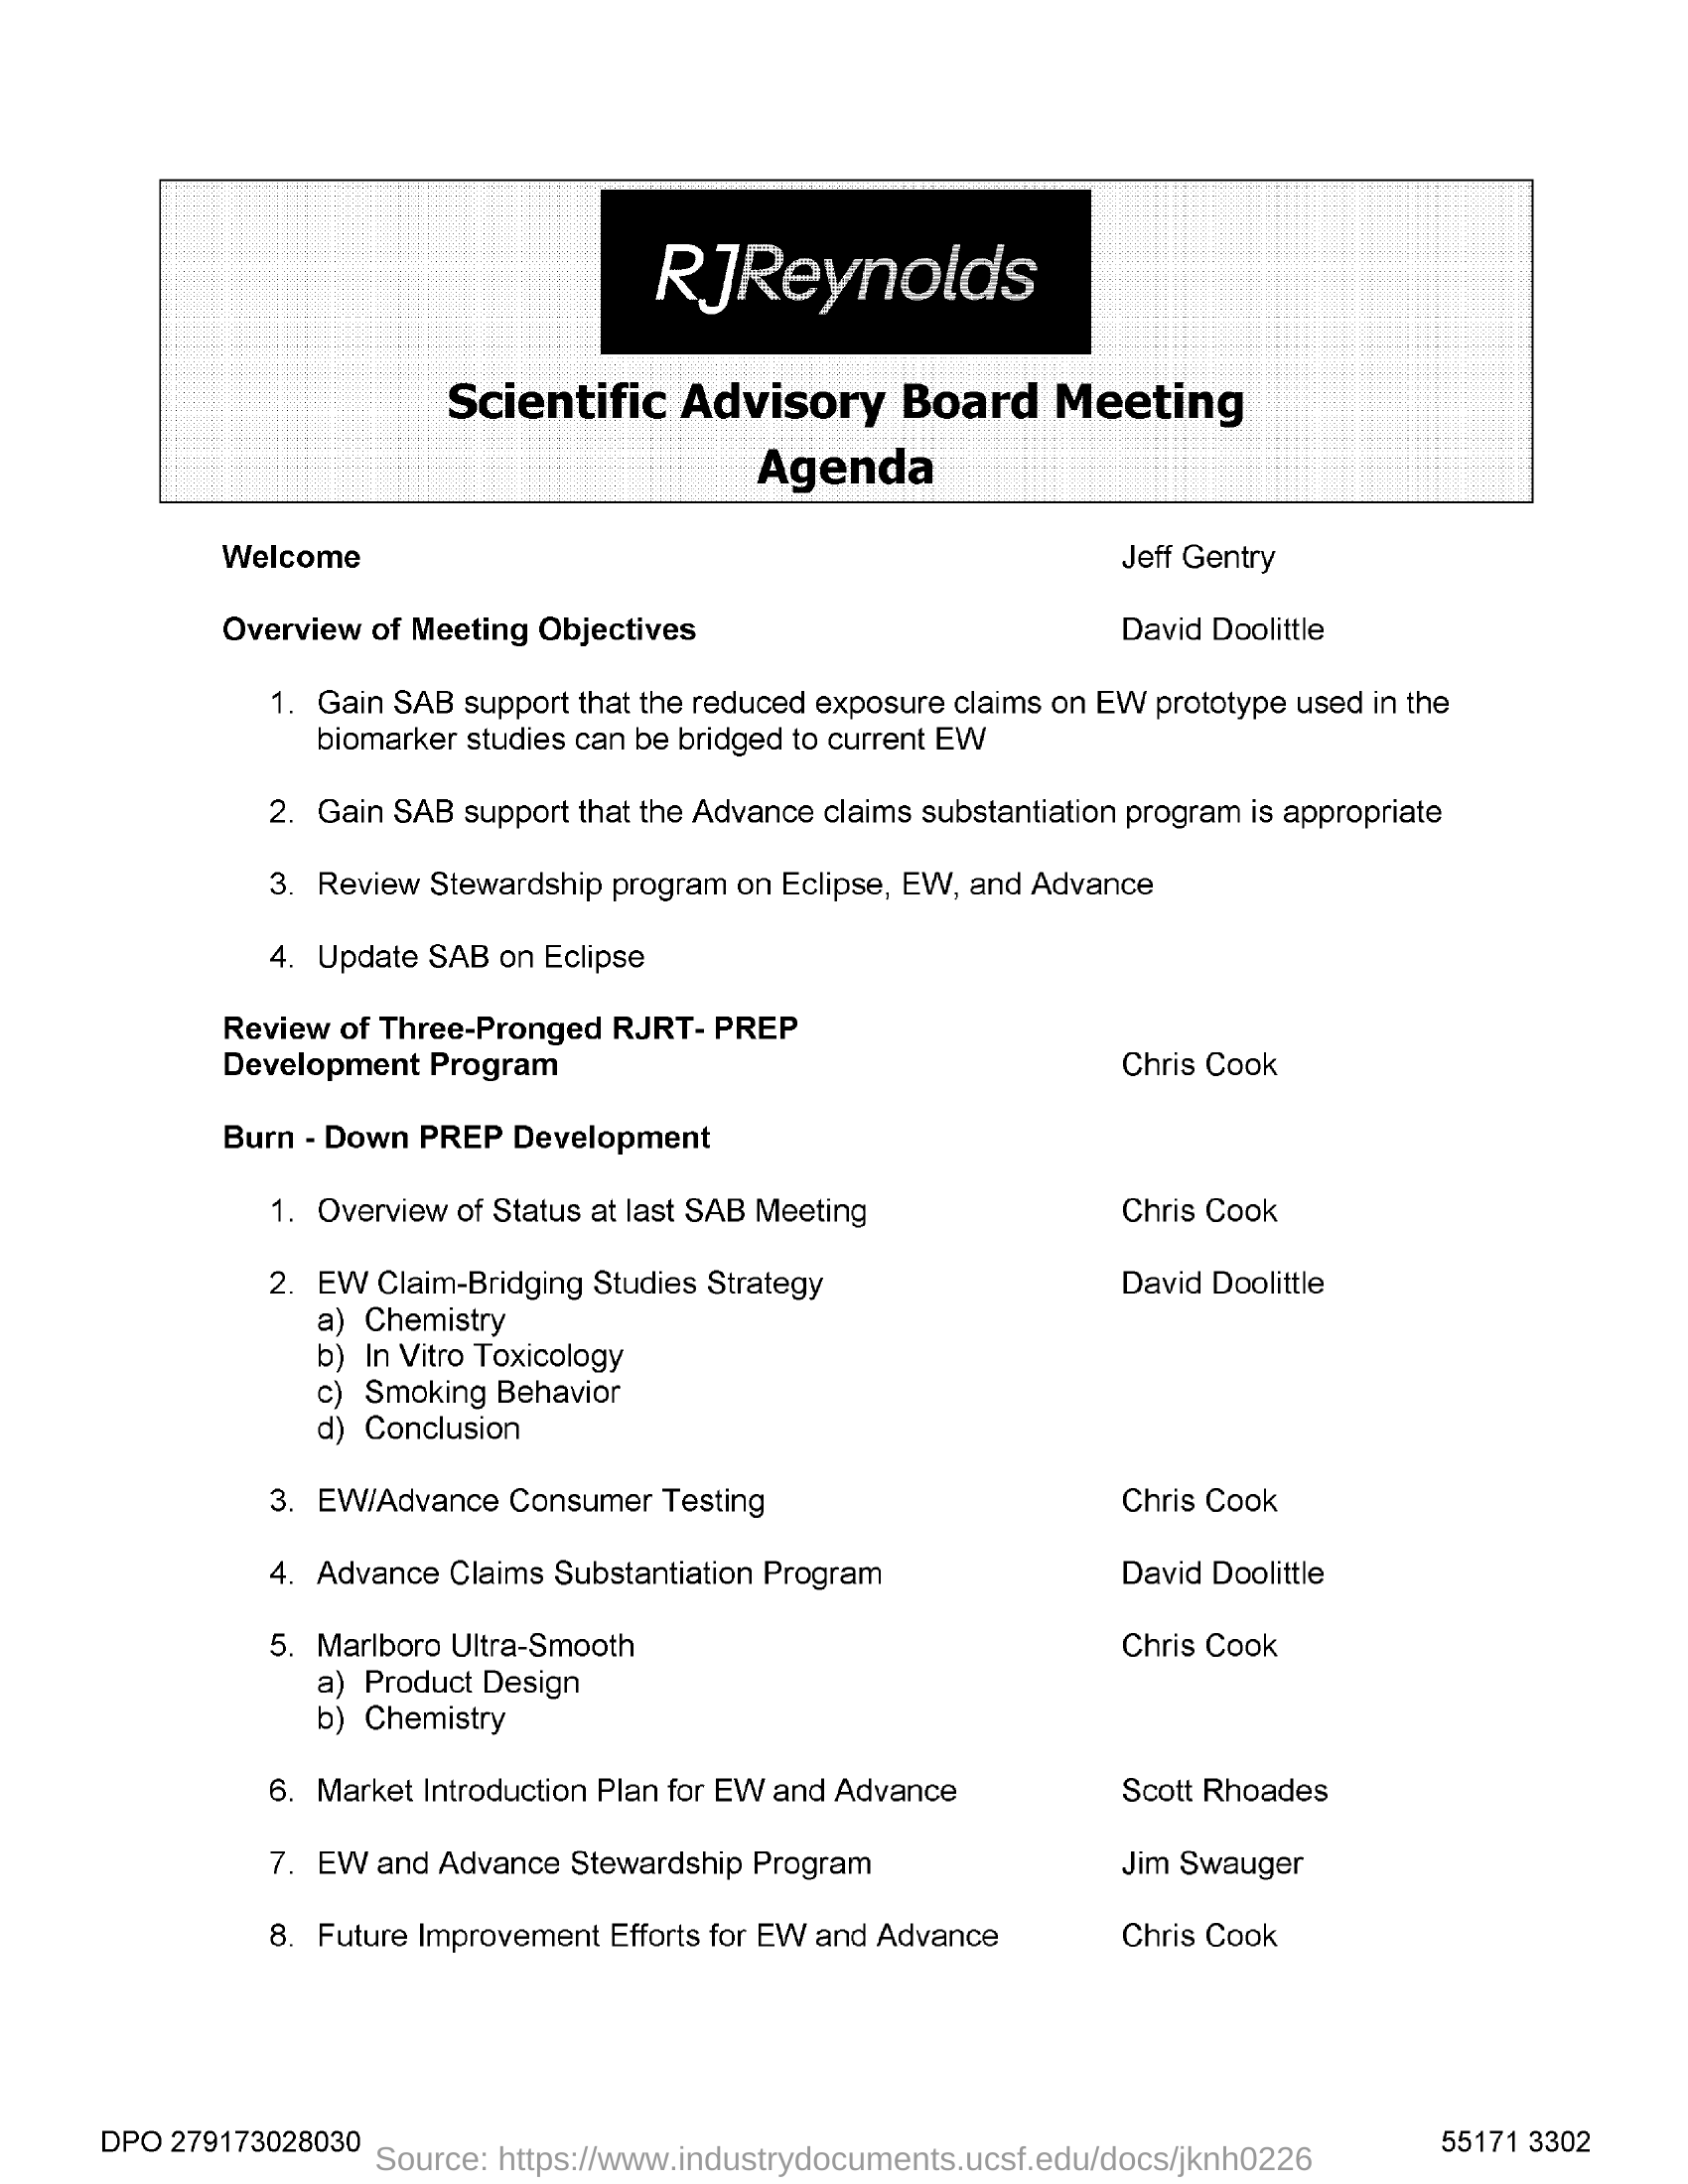 RJReynolds
Scientific Advisory Board Meeting
Agenda
Welcome Jeff Gentry
Overview of Meeting Objectives David Doolittle
1. Gain SAB support that the reduced exposure claims on EW prototype used in the
biomarker studies can be bridged to current EW
2. Gain SAB support that the Advance claims substantiation program is appropriate
3. Review Stewardship program on Eclipse, EW, and Advance
4. Update SAB on Eclipse
Review of Three-Pronged RJRT- PREP
Development Program Chris Cook
Burn - Down PREP Development
1. Overview of Status at last SAB Meeting Chris Cook
2. EW Claim-Bridging Studies Strategy David Doolittle
a) Chemistry
b) In Vitro Toxicology
c) Smoking Behavior
d) Conclusion
3. EW/Advance Consumer Testing Chris Cook
4. Advance Claims Substantiation Program David Doolittle
5. Marlboro Ultra-Smooth Chris Cook
a) Product Design
b) Chemistry
6. Market Introduction Plan for EW and Advance Scott Rhoades
7. EW and Advance Stewardship Program Jim Swauger
8. Future Improvement Efforts for EW and Advance Chris Cook
DPO 279173028030 55171 3302
Source: https://www.industrydocuments.ucsf.edu/docs/jknh0226